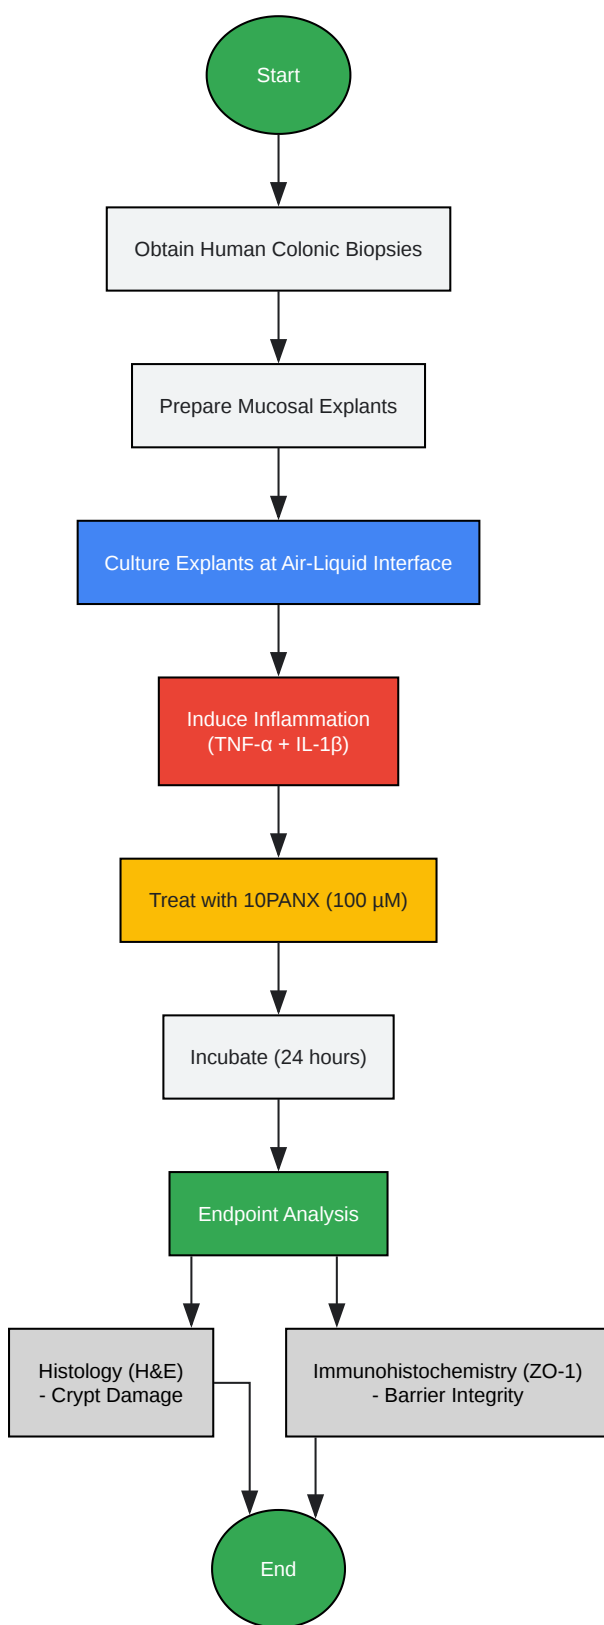 Start
Obtain Human Colonic Biopsies
Prepare Mucosal Explants
Culture Explants at Air-Liquid Interface
Induce Inflammation
(TNF-α + IL-1β)
Treat with 10PANX (100 µM)
Incubate (24 hours)
Endpoint Analysis
Histology (H&E)
- Crypt Damage
Immunohistochemistry (ZO-1)
- Barrier Integrity
End